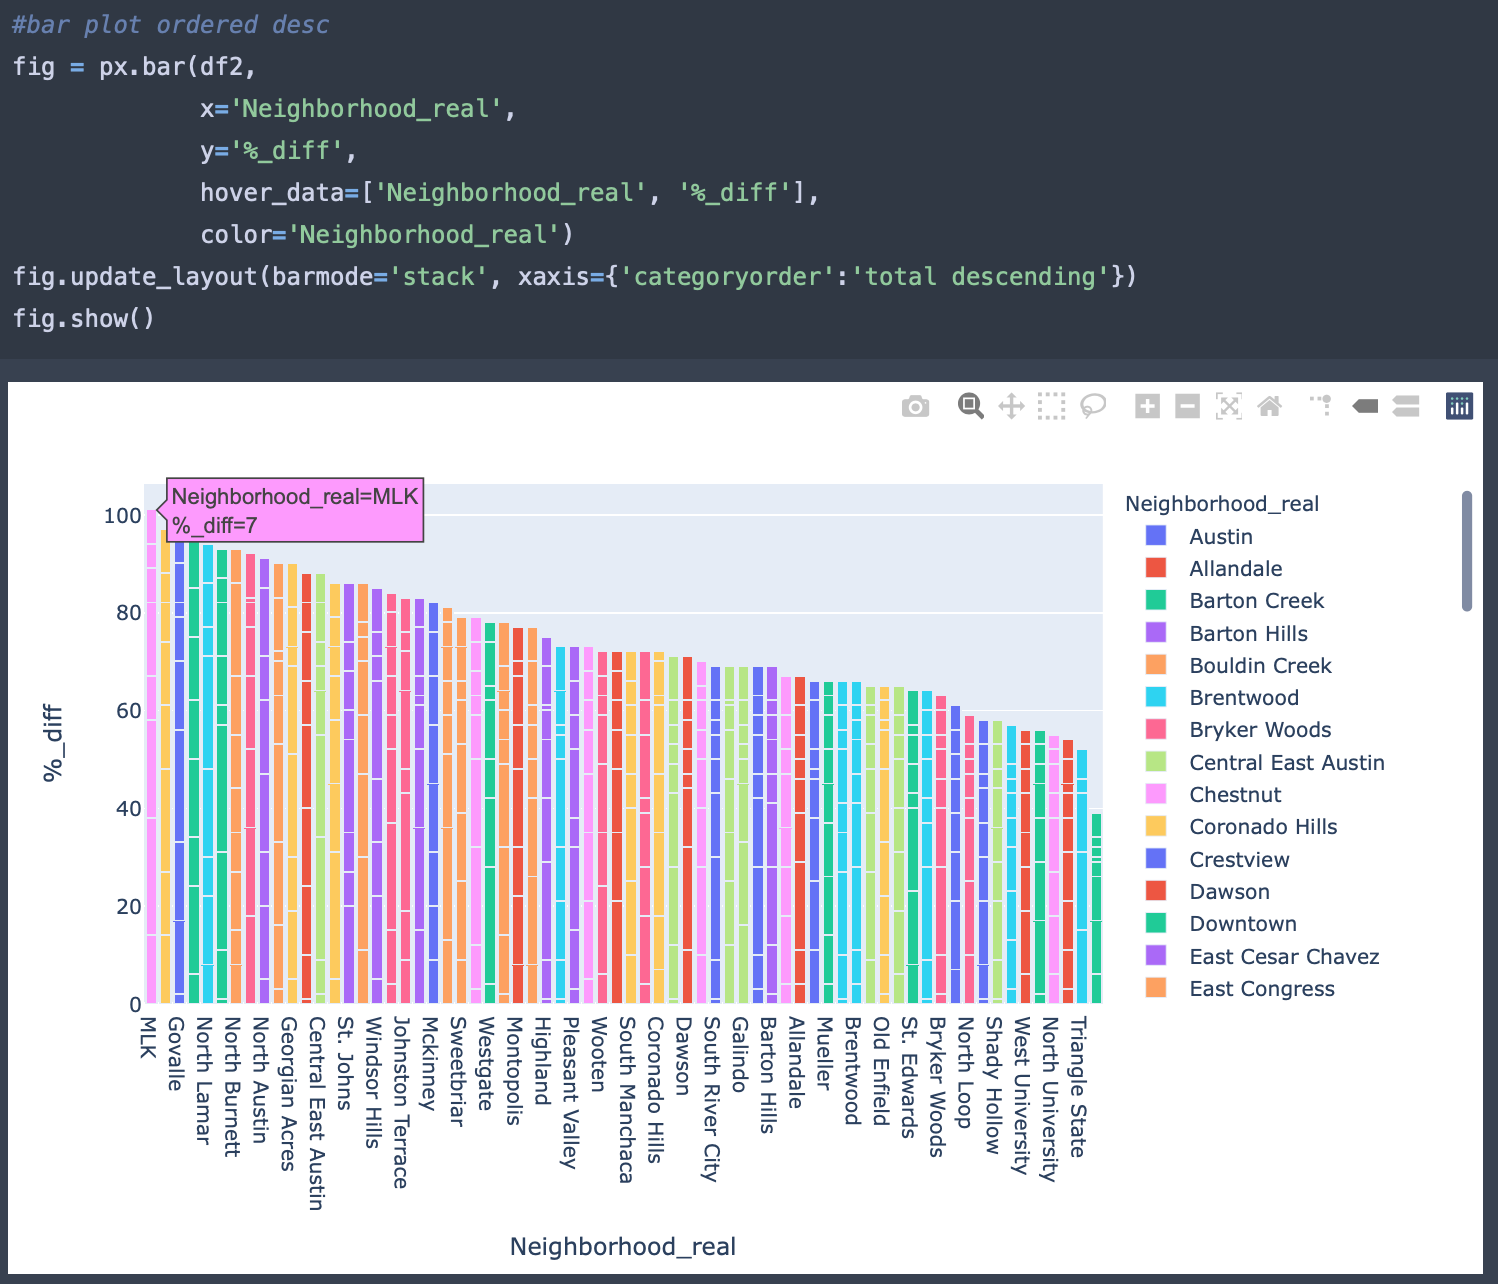 #bar plot ordered desc
fig = px.bar(df2,
x='Neighborhood_real',
y='%_diff',
hover_data=['Neighborhood_real', '%_diff'],
color='Neighborhood_real')
fig.update_layout(barmode='stack', xaxis={'categoryorder':'total descending'})
fig.show()
Neighborhood_real=MLK
%_diff=7
100
80
60
40
20
0
%_diff
MLK
Govalle
North Lamar
North Burnett
North Austin
Georgian Acres
Central East Austin
St. Johns
Windsor Hills
Johnston Terrace
Mckinney
Sweetbriar
Westgate
Montopolis
Highland
Pleasant Valley
Wooten
South Manchaca
Coronado Hills
Dawson
South River City
Galindo
Barton Hills
Allandale
Mueller
Brentwood
Old Enfield
St. Edwards
Bryker Woods
North Loop
Shady Hollow
West University
North University
Triangle State
Neighborhood_real
Neighborhood_real
Austin
Allandale
Barton Creek
Barton Hills
Bouldin Creek
Brentwood
Bryker Woods
Central East Austin
Chestnut
Coronado Hills
Crestview
Dawson
Downtown
East Cesar Chavez
East Congress